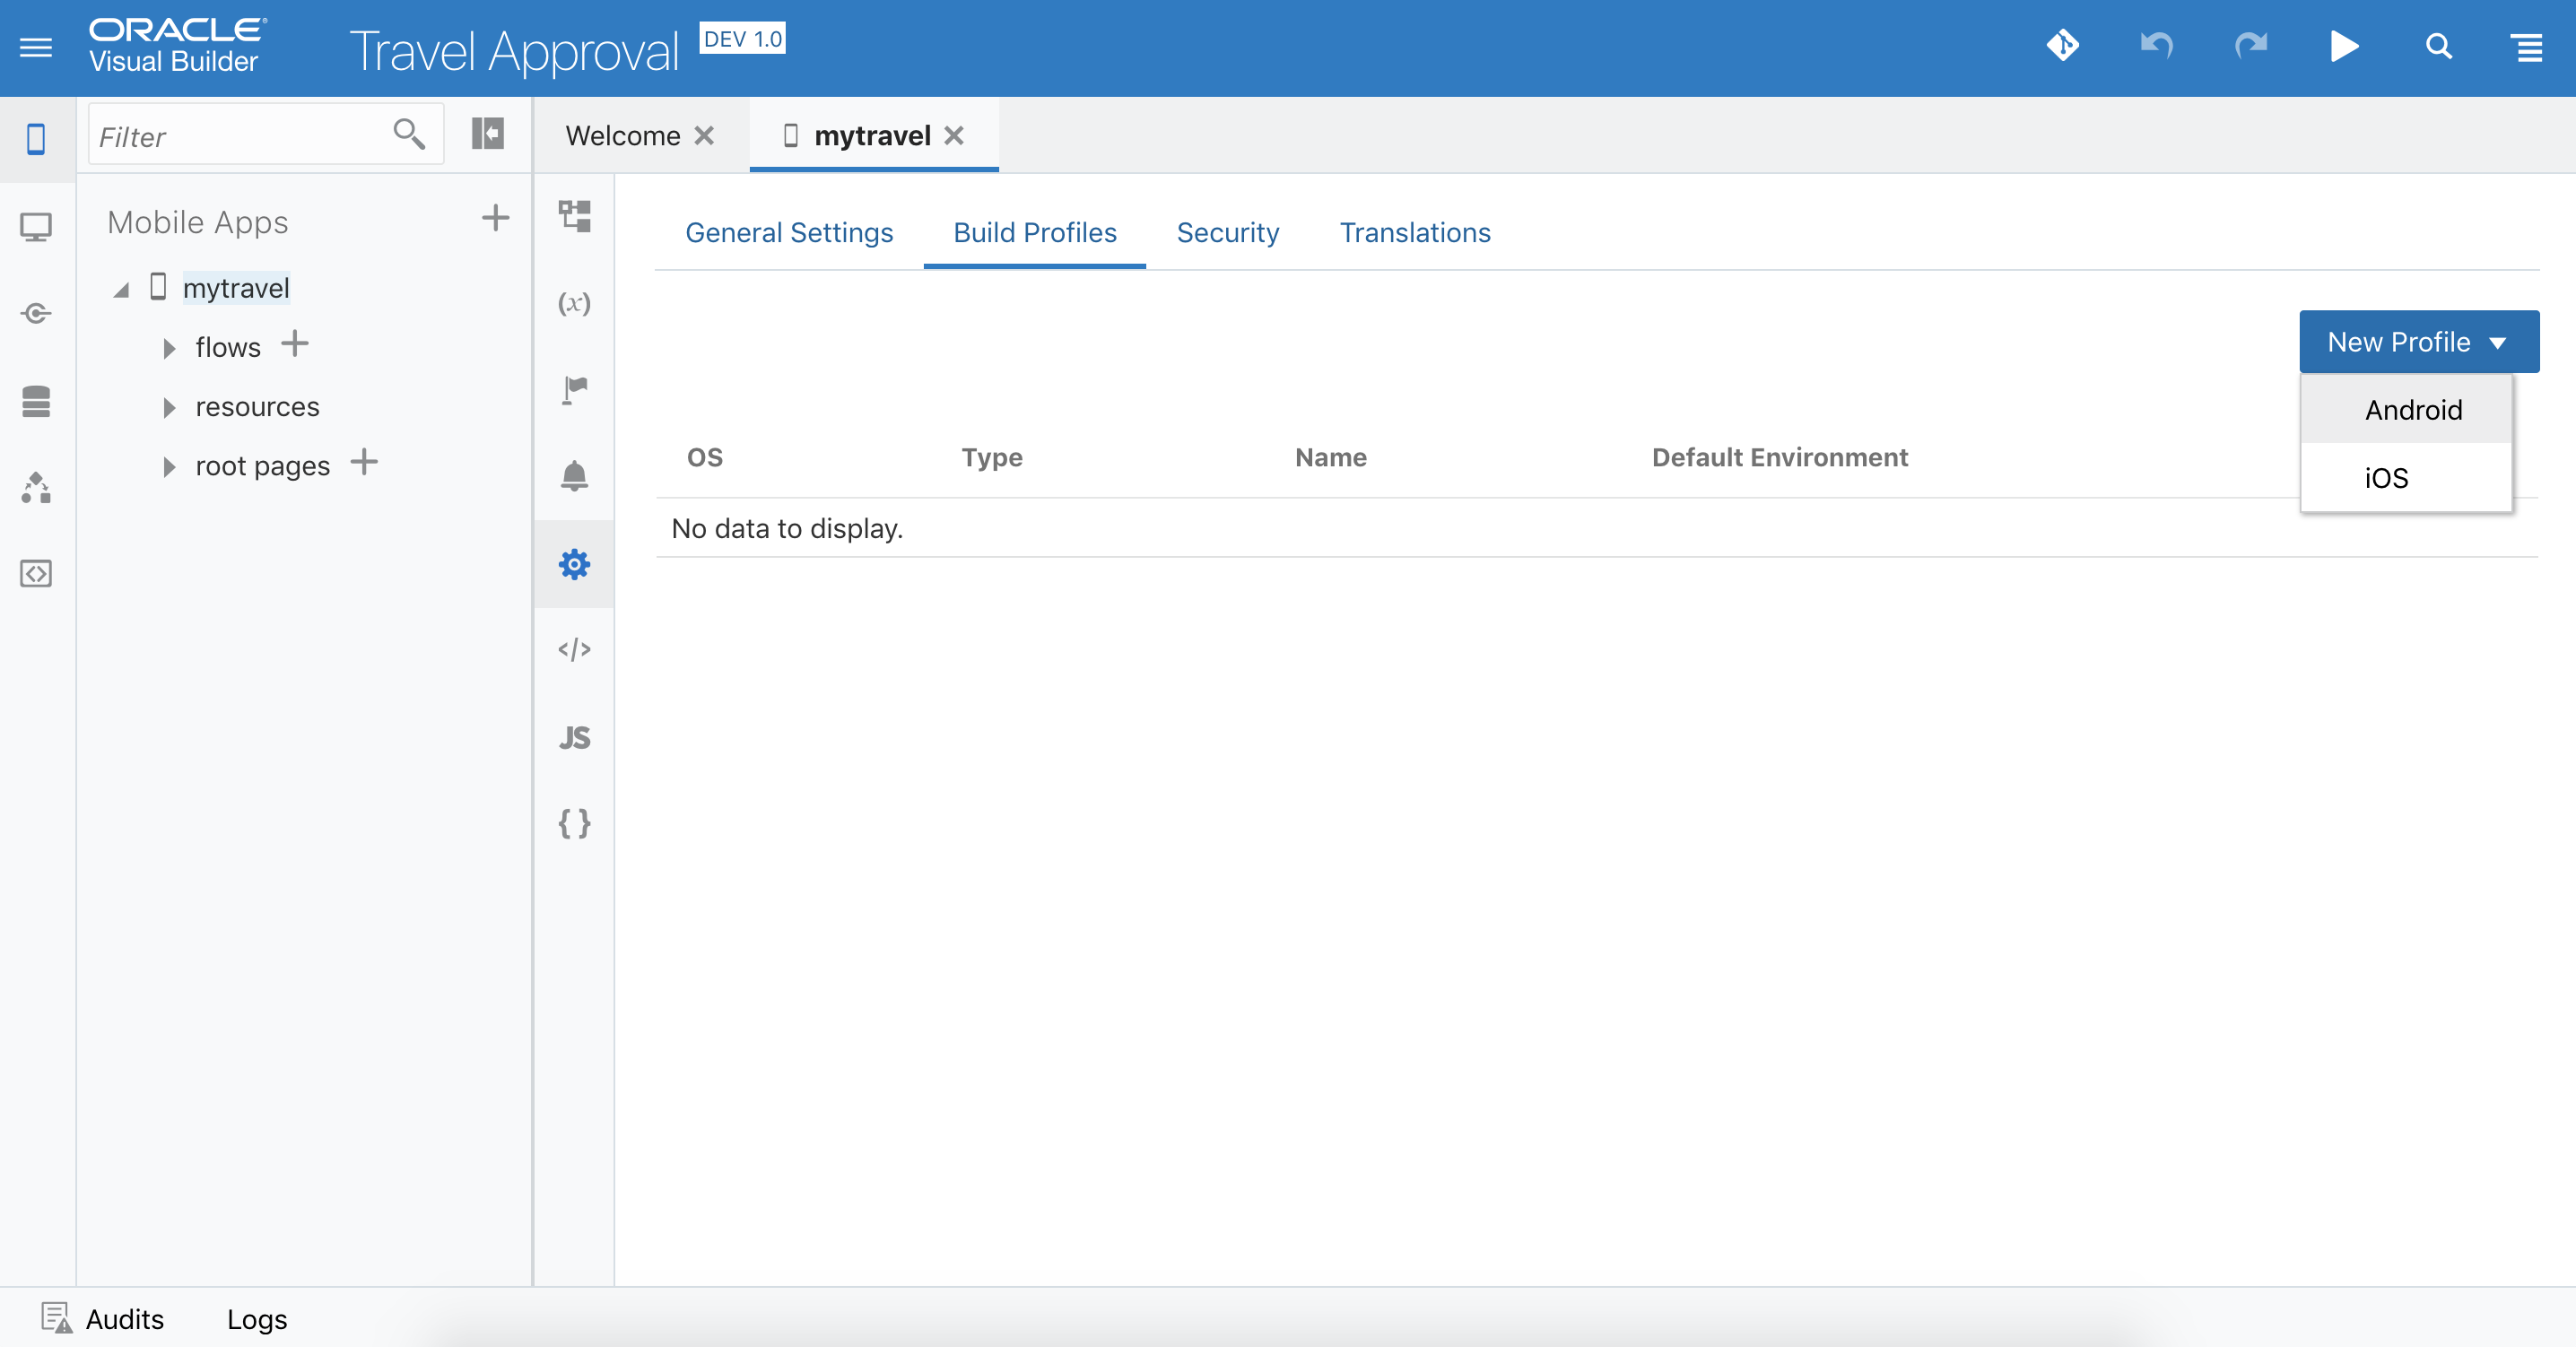 ORACLE®
Visual Builder
Travel Approval
DEV 1.0
Filter
Welcome
mytravel
Mobile Apps
mytravel
flows
resources
root pages
(x)
</>
JS
{ }
General Settings
Build Profiles
Security
Translations
New Profile
Android
iOS
OS
Type
Name
Default Environment
No data to display.
Audits
Logs